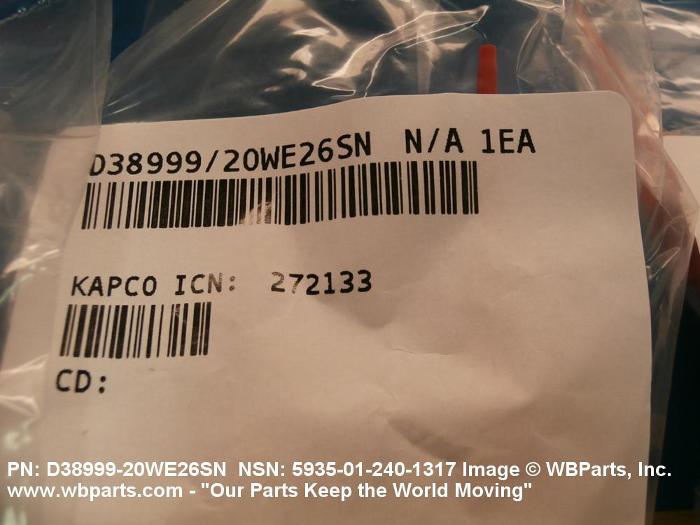 D38999/20WE26SN N/A 1EA
KAPCO ICN: 272133
CD:
PN: D38999-20WE26SN NSN: 5935-01-240-1317 Image © WBParts, Inc.
www.wbparts.com - "Our Parts Keep the World Moving"